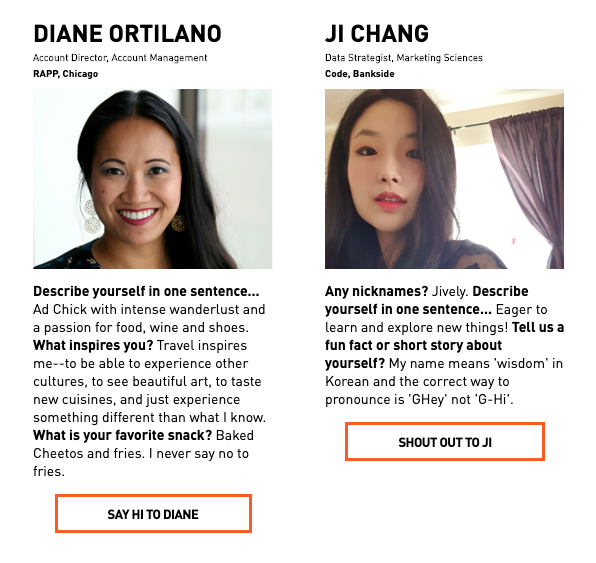 DIANE ORTILANO
Account Director, Account Management
RAPP, Chicago
Describe yourself in one sentence...
Ad Chick with intense wanderlust and
a passion for food, wine and shoes.
What inspires you? Travel inspires
me--to be able to experience other
cultures, to see beautiful art, to taste
new cuisines, and just experience
something different than what I know.
What is your favorite snack? Baked
Cheetos and fries. I never say no to
fries.
SAY HI TO DIANE
JI CHANG
Data Strategist, Marketing Sciences
Code, Bankside
Any nicknames? Jively. Describe
yourself in one sentence... Eager to
learn and explore new things! Tell us a
fun fact or short story about
yourself? My name means 'wisdom' in
Korean and the correct way to
pronounce is 'GHey' not 'G-Hi'.
SHOUT OUT TO JI